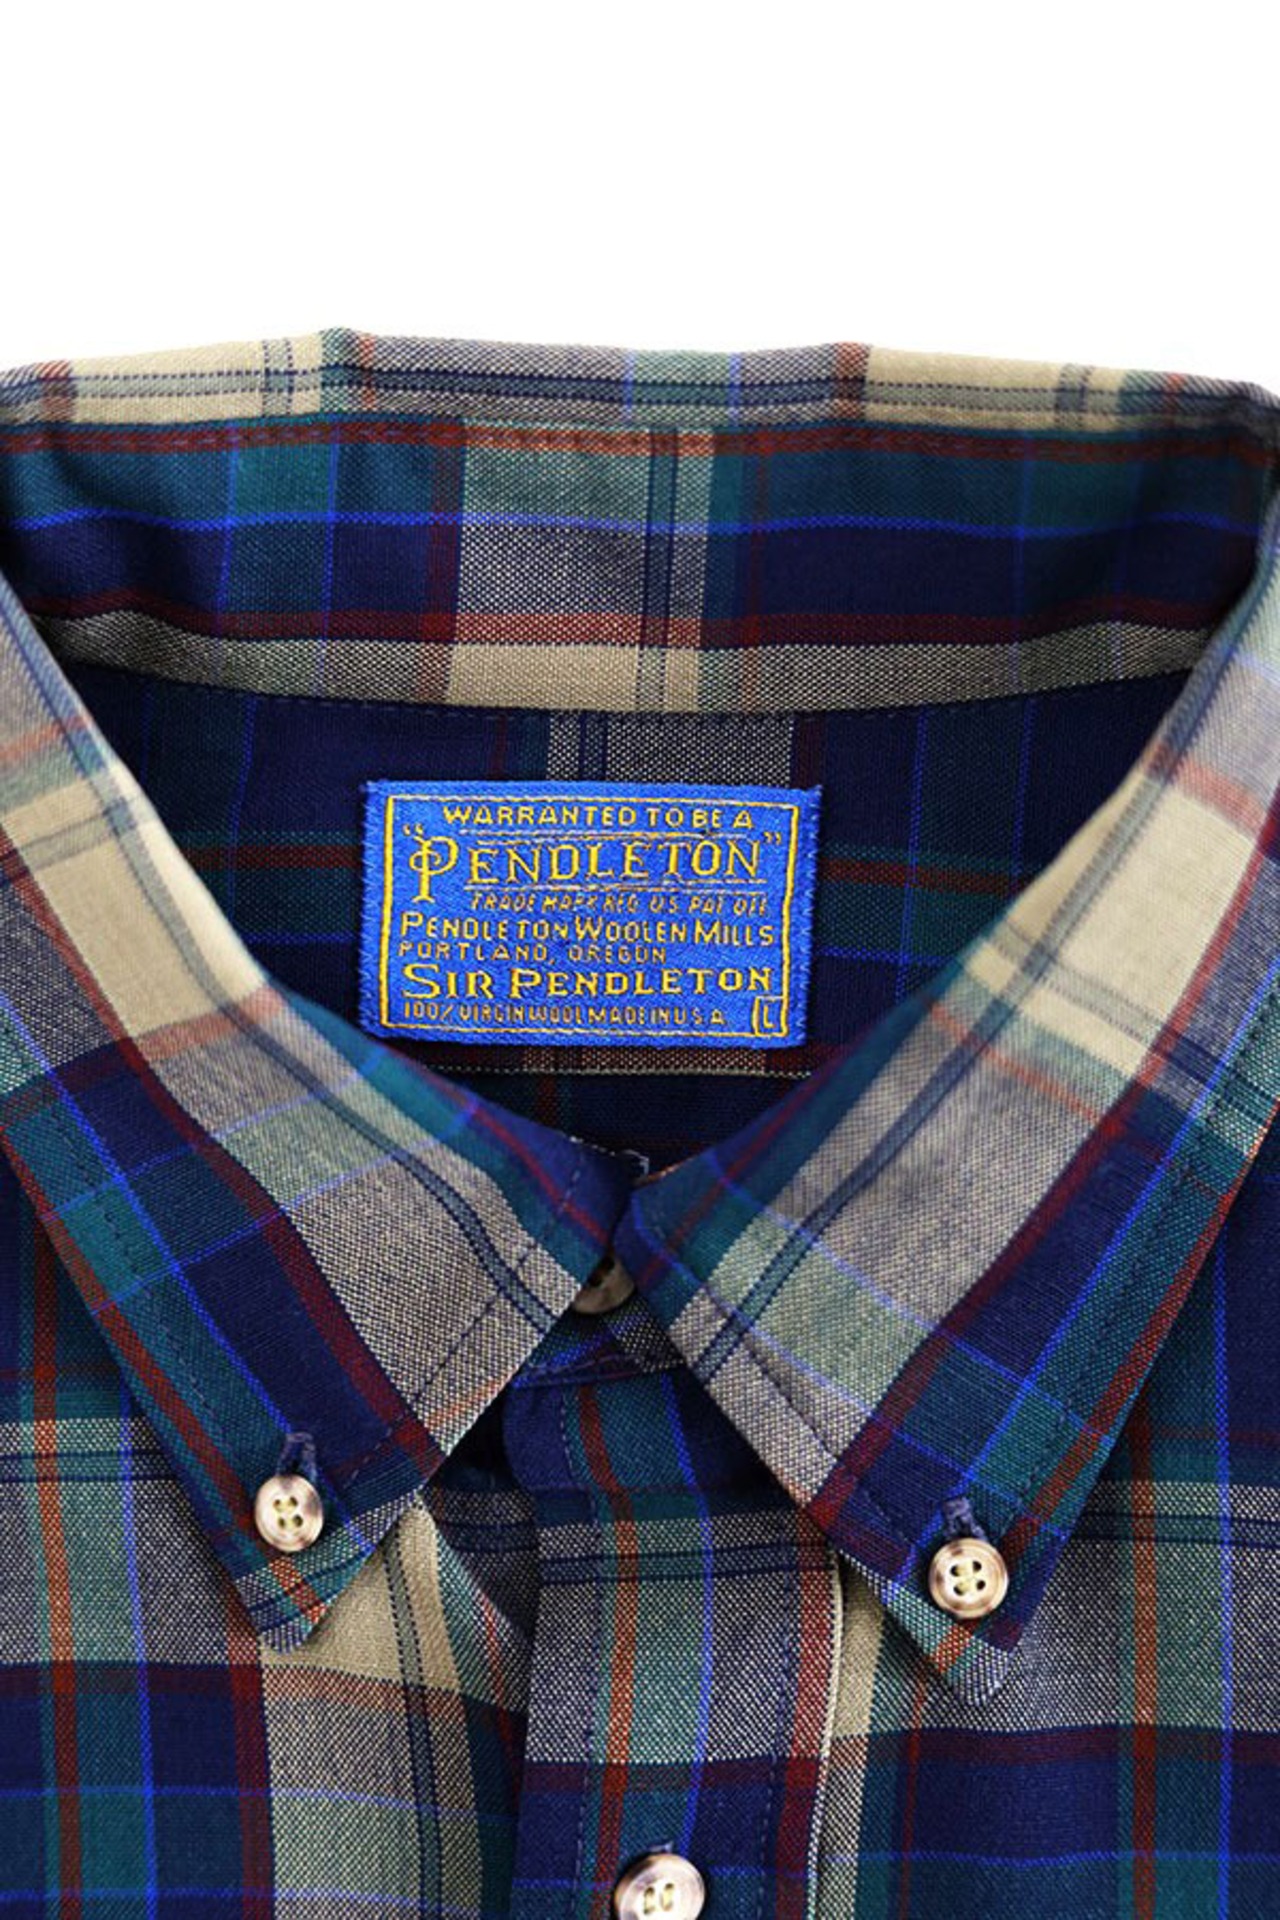 WARRANTED TO BE A
"PENDLETON"
TRADE MARK REG. U.S. PAT. OFF.
PENDLETON WOOLEN MILLS
PORTLAND, OREGON
SIR PENDLETON
100% VIRGIN WOOL MADE IN U.S.A. L